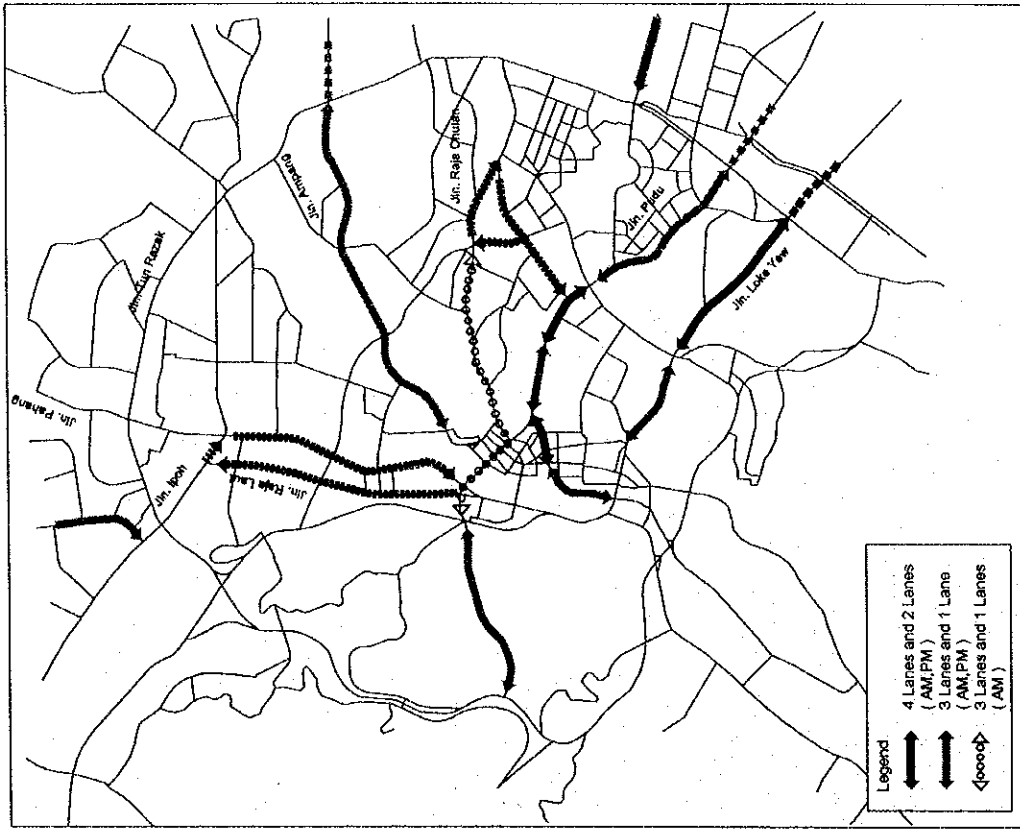 Jln. Pahang
Jln. Tun Razak
Jln. Ipoh
Jln. Ampang
Jln. Raja Chulan
Jln. Raja Laut
Jln. Pudu
Jln. Loke Yew
Legend
4 Lanes and 2 Lanes
( AM,PM )
3 Lanes and 1 Lane
( AM,PM )
3 Lanes and 1 Lanes
( AM )